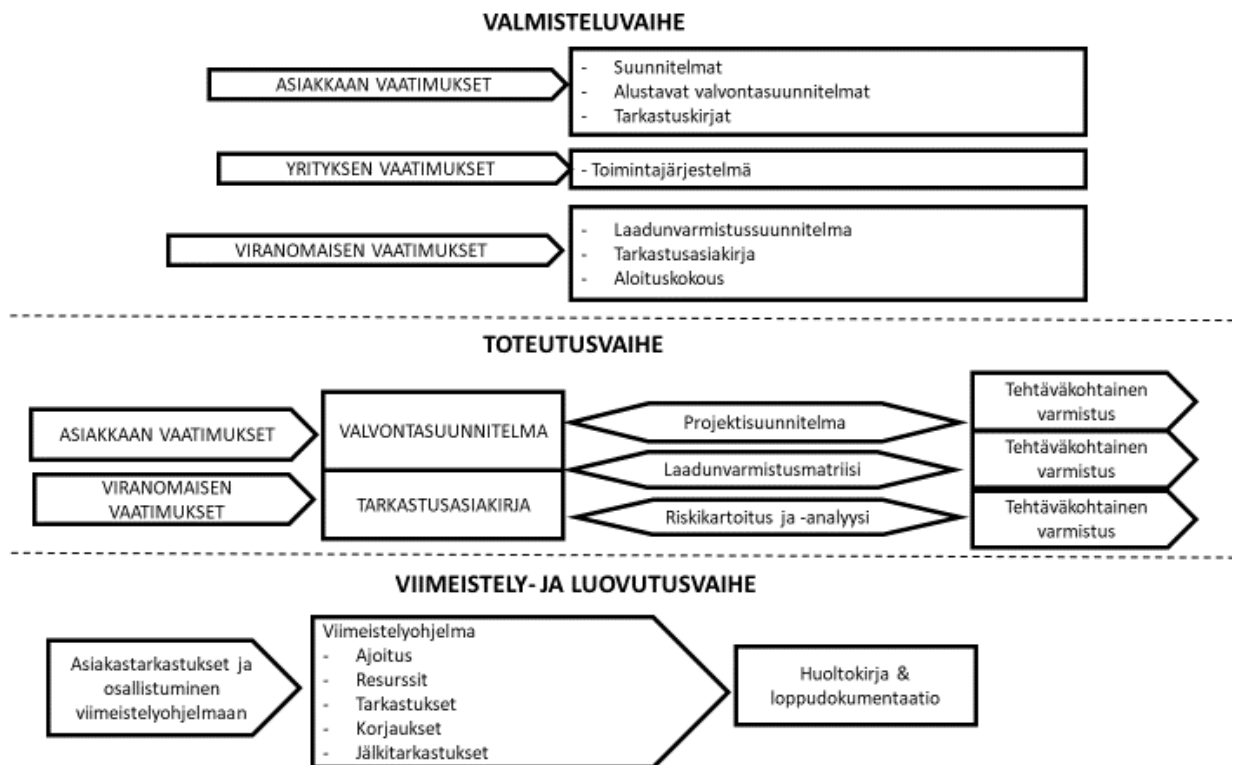 VALMISTELUVAIHE
ASIAKKAAN VAATIMUKSET
- Suunnitelmat
- Alustavat valvontasuunnitelmat
- Tarkastuskirjat
YRITYKSEN VAATIMUKSET
- Toimintajärjestelmä
VIRANOMAISEN VAATIMUKSET
- Laadunvarmistussuunnitelma
- Tarkastusasiakirja
- Aloituskokous
TOTEUTUSVAIHE
ASIAKKAAN VAATIMUKSET
VIRANOMAISEN
VAATIMUKSET
VALVONTASUUNNITELMA
TARKASTUSASIAKIRJA
Projektisuunnitelma
Laadunvarmistusmatriisi
Riskikartoitus ja -analyysi
Tehtäväkohtainen
varmistus
Tehtäväkohtainen
varmistus
Tehtäväkohtainen
varmistus
VIIMEISTELY- JA LUOVUTUSVAIHE
Asiakastarkastukset ja
osallistuminen
viimeistelyohjelmaan
Viimeistelyohjelma
- Ajoitus
- Resurssit
- Tarkastukset
- Korjaukset
- Jälkitarkastukset
Huoltokirja &
loppudokumentaatio